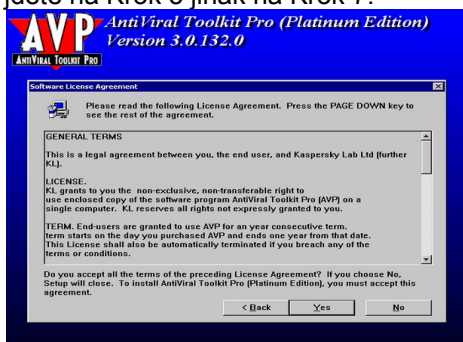 jděte na Krok 6 jinak na Krok 7.
AVP
ANTIVIRAL TOOLKIT PRO
AntiViral Toolkit Pro (Platinum Edition)
Version 3.0.132.0
Software License Agreement
Please read the following License Agreement. Press the PAGE DOWN key to
see the rest of the agreement.
GENERAL TERMS
This is a legal agreement between you, the end user, and Kaspersky Lab Ltd (further
KL).
LICENSE.
KL grants to you the non-exclusive, non-transferable right to
use enclosed copy of the software program AntiViral Toolkit Pro (AVP) on a
single computer. KL reserves all rights not expressly granted to you.
TERM. End-users are granted to use AVP for an year consecutive term.
term starts on the day you purchased AVP and ends one year from that date.
This License shall also be automatically terminated if you breach any of the
terms or conditions.
Do you accept all the terms of the preceding License Agreement? If you choose No,
Setup will close. To install AntiViral Toolkit Pro (Platinum Edition), you must accept this
agreement.
< Back
Yes
No